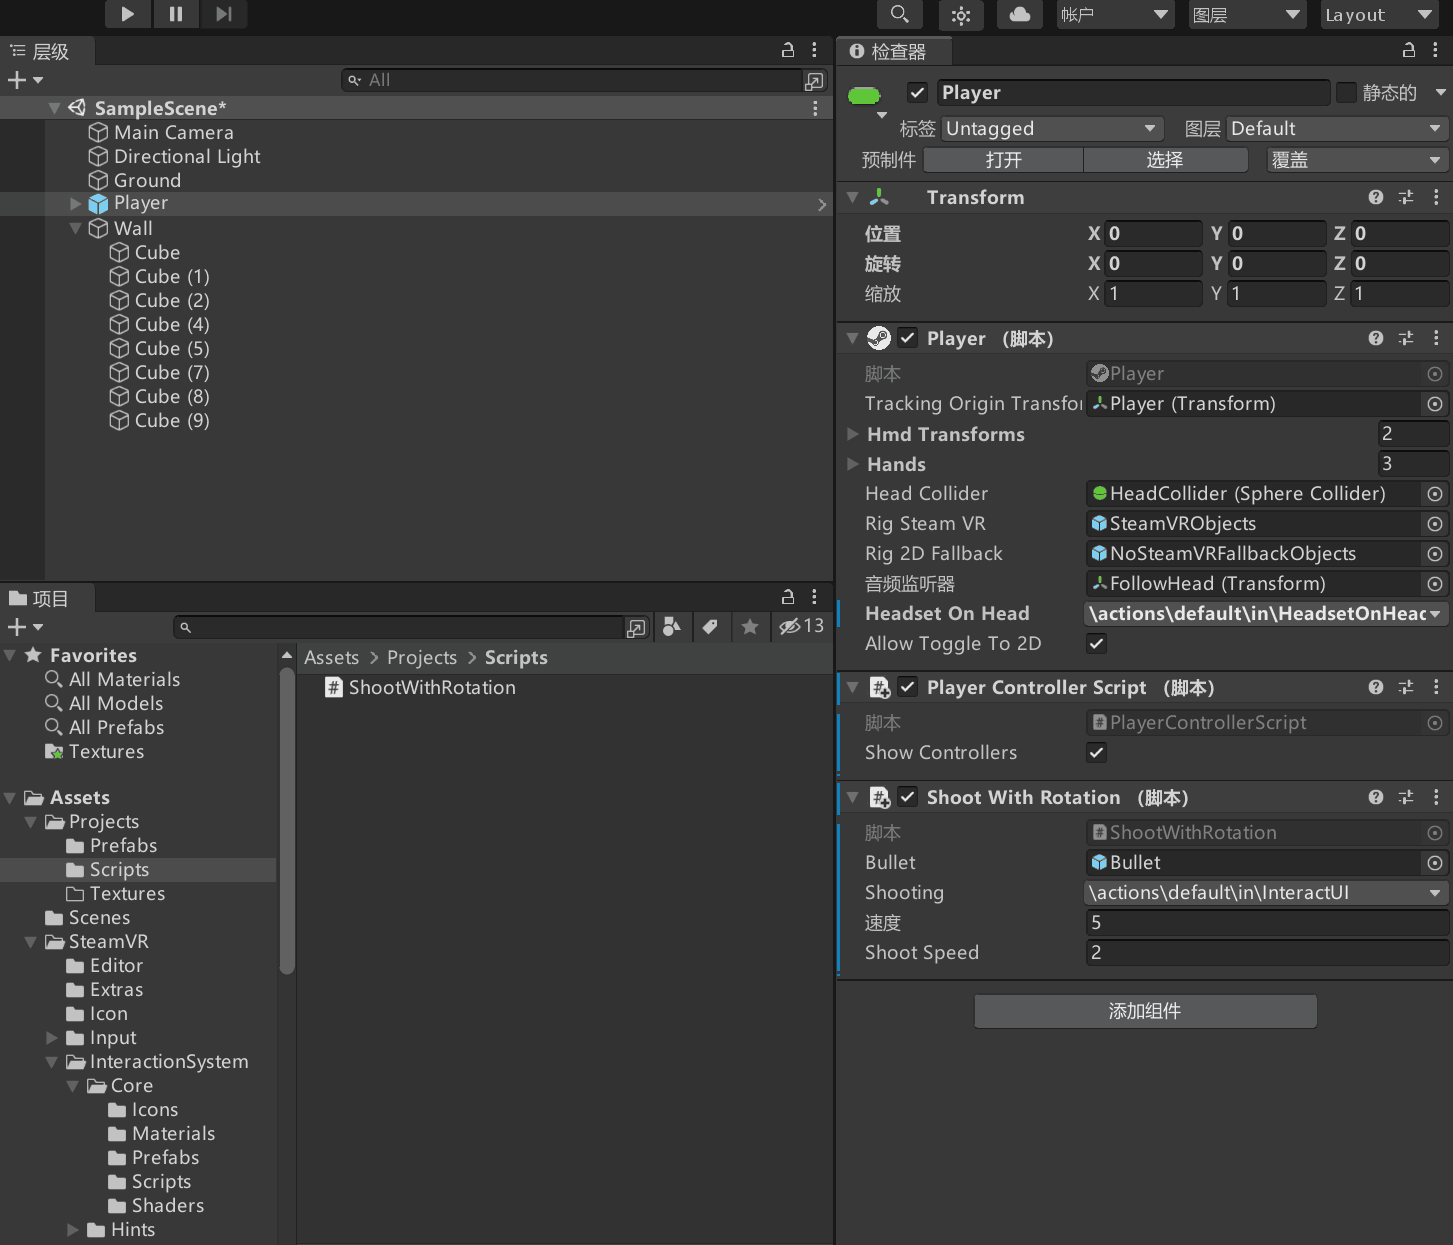 帐户
图层
Layout
层级
All
SampleScene*
Main Camera
Directional Light
Ground
Player
Wall
Cube
Cube (1)
Cube (2)
Cube (4)
Cube (5)
Cube (7)
Cube (8)
Cube (9)
项目
13
Favorites
All Materials
All Models
All Prefabs
Textures
Assets
Projects
Prefabs
Scripts
Textures
Scenes
SteamVR
Editor
Extras
Icon
Input
InteractionSystem
Core
Icons
Materials
Prefabs
Scripts
Shaders
Hints
Assets > Projects > Scripts
ShootWithRotation
检查器
Player 静态的
标签 Untagged 图层 Default
预制件 打开 选择 覆盖
Transform
位置 X 0 Y 0 Z 0
旋转 X 0 Y 0 Z 0
缩放 X 1 Y 1 Z 1
Player （脚本）
脚本 Player
Tracking Origin Transfor Player (Transform)
Hmd Transforms 2
Hands 3
Head Collider HeadCollider (Sphere Collider)
Rig Steam VR SteamVRObjects
Rig 2D Fallback NoSteamVRFallbackObjects
音频监听器 FollowHead (Transform)
Headset On Head \actions\default\in\HeadsetOnHead
Allow Toggle To 2D
Player Controller Script （脚本）
脚本 PlayerControllerScript
Show Controllers
Shoot With Rotation （脚本）
脚本 ShootWithRotation
Bullet Bullet
Shooting \actions\default\in\InteractUI
速度 5
Shoot Speed 2
添加组件